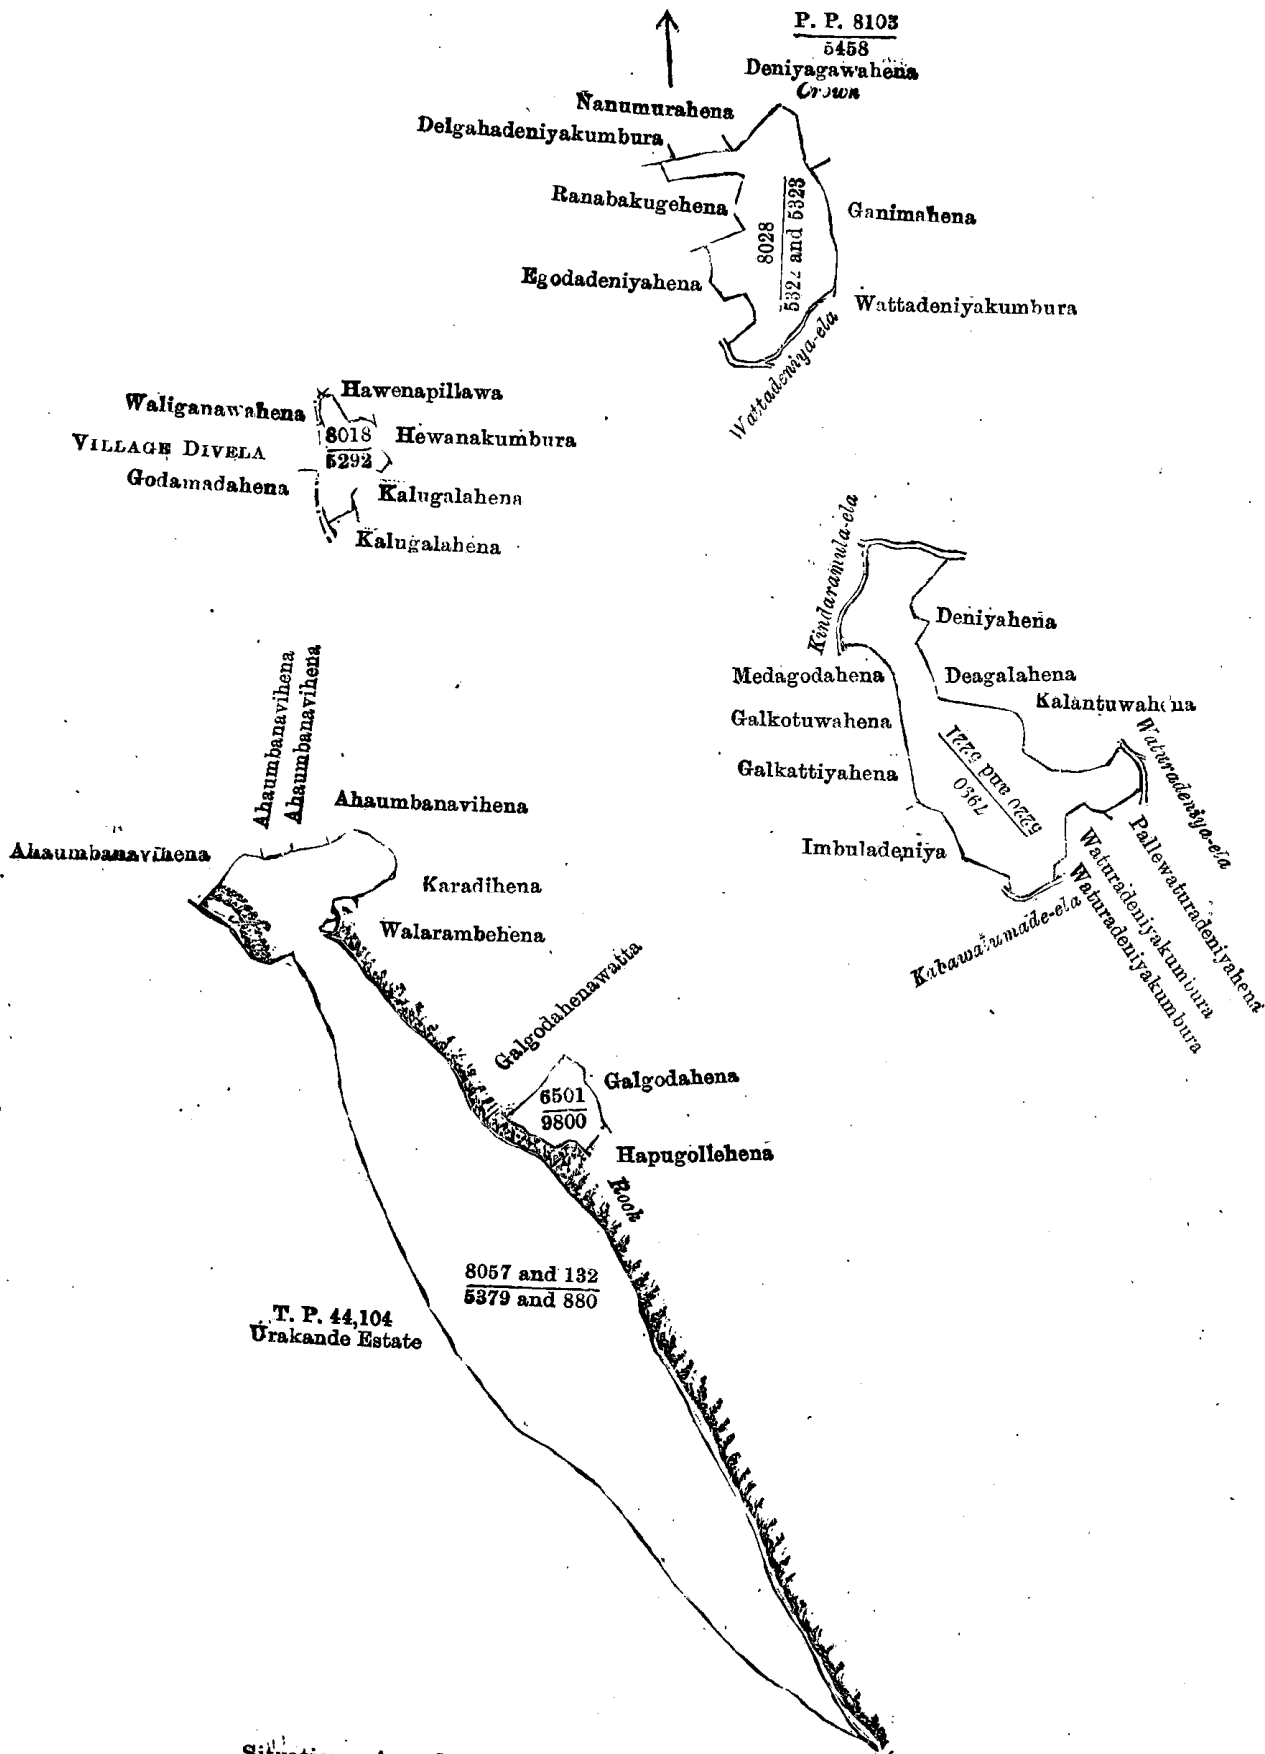 P. P. 8103
5458
Deniyagawahena
Crown
Nanumurahena
Delgahadeniyakumbura
Ranabakugehena
Ganimahena
8028
5322 and 5323
Egodadeniyahena
Wattadeniyakumbura
Wattadeniya-ela
Hawenapillawa
Waliganawahena
8018
5292
Hewanakumbura
VILLAGE DIVELA
Godamadahena
Kalugalahena
Kalugalahena
Kindaramula-ela
Deniyahena
Medagodahena
Deagalahena
Kalantuwahena
Galkotuwahena
Waturadeniya-ela
Galkattiyahena
7930
5220 and 5221
Imbuladeniya
Pallewaturadeniyahena
Waturadeniyakumbura
Waturadeniyakumbura
Ahaumbanavihena
Ahaumbanavihena
Ahaumbanavihena
Ahaumbanavihena
Karadihena
Walarambehena
Galgodahenawatta
Galgodahena
6501
9800
Hapugollehena
Rock
8057 and 132
5379 and 880
T. P. 44,104
Urakande Estate